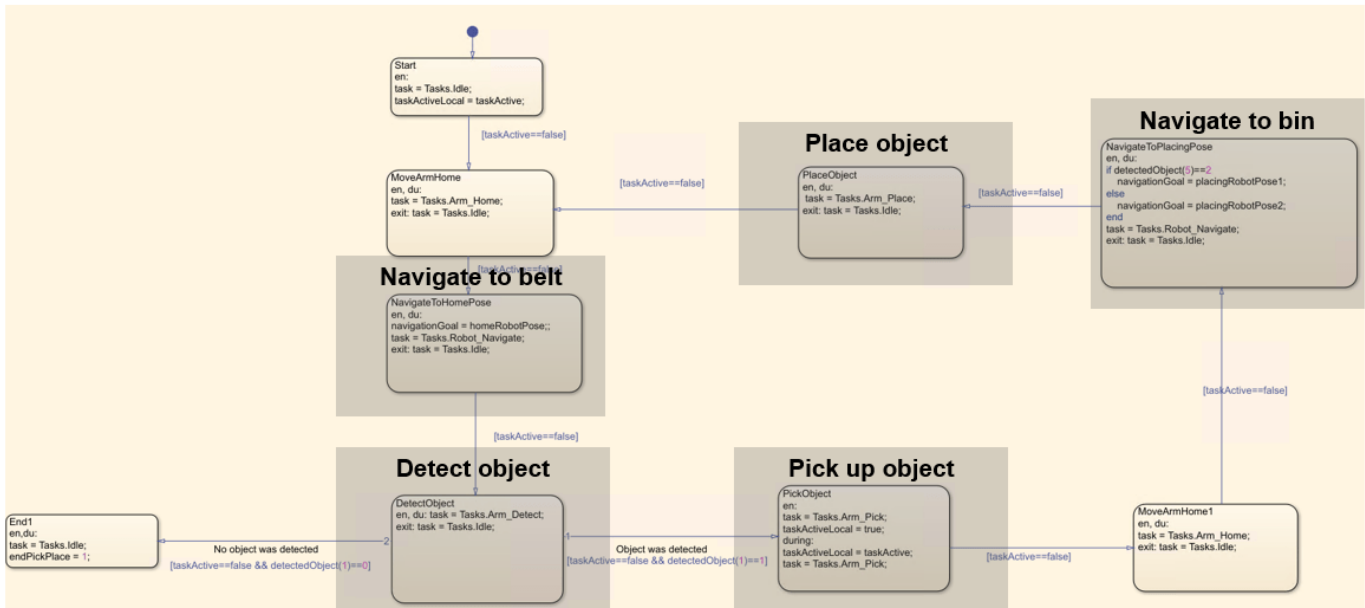 Start
en:
task = Tasks.Idle;
taskActiveLocal = taskActive;
[taskActive==false]
MoveArmHome
en, du:
task = Tasks.Arm_Home;
exit: task = Tasks.Idle;
[taskActive==false]
Navigate to belt
NavigateToHomePose
en, du:
navigationGoal = homeRobotPose;;
task = Tasks.Robot_Navigate;
exit: task = Tasks.Idle;
[taskActive==false]
Detect object
DetectObject
en, du: task = Tasks.Arm_Detect;
exit: task = Tasks.Idle;
2
No object was detected
[taskActive==false && detectedObject(1)==0]
End1
en,du:
task = Tasks.Idle;
endPickPlace = 1;
1
Object was detected
[taskActive==false && detectedObject(1)==1]
Pick up object
PickObject
en:
task = Tasks.Arm_Pick;
taskActiveLocal = true;
during:
taskActiveLocal = taskActive;
task = Tasks.Arm_Pick;
[taskActive==false]
MoveArmHome1
en, du:
task = Tasks.Arm_Home;
exit: task = Tasks.Idle;
[taskActive==false]
Navigate to bin
NavigateToPlacingPose
en, du:
if detectedObject(5)==2
navigationGoal = placingRobotPose1;
else
navigationGoal = placingRobotPose2;
end
task = Tasks.Robot_Navigate;
exit: task = Tasks.Idle;
[taskActive==false]
Place object
PlaceObject
en, du:
task = Tasks.Arm_Place;
exit: task = Tasks.Idle;
[taskActive==false]